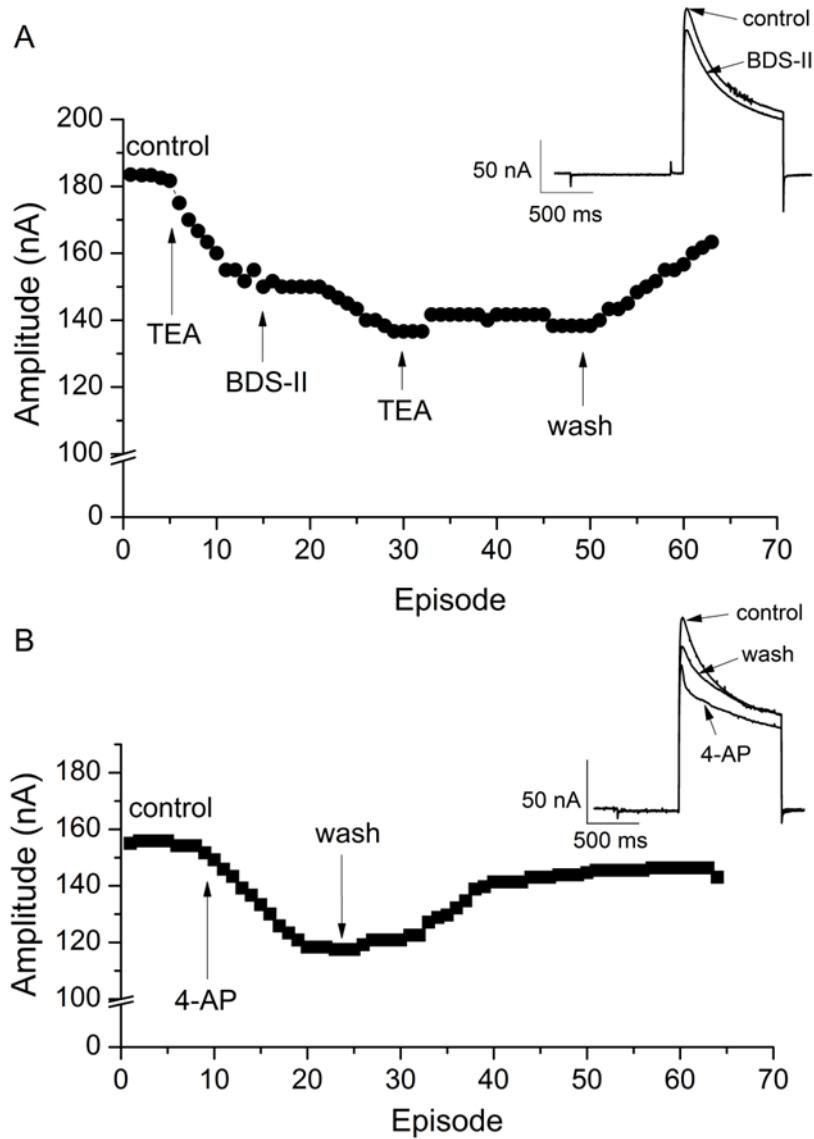 A
control
BDS-II
50 nA
500 ms
200
180
160
140
120
100
0
Amplitude (nA)
control
TEA
BDS-II
TEA
wash
0 10 20 30 40 50 60 70
Episode
B
control
wash
4-AP
50 nA
500 ms
180
160
140
120
100
0
Amplitude (nA)
control
wash
4-AP
0 10 20 30 40 50 60 70
Episode